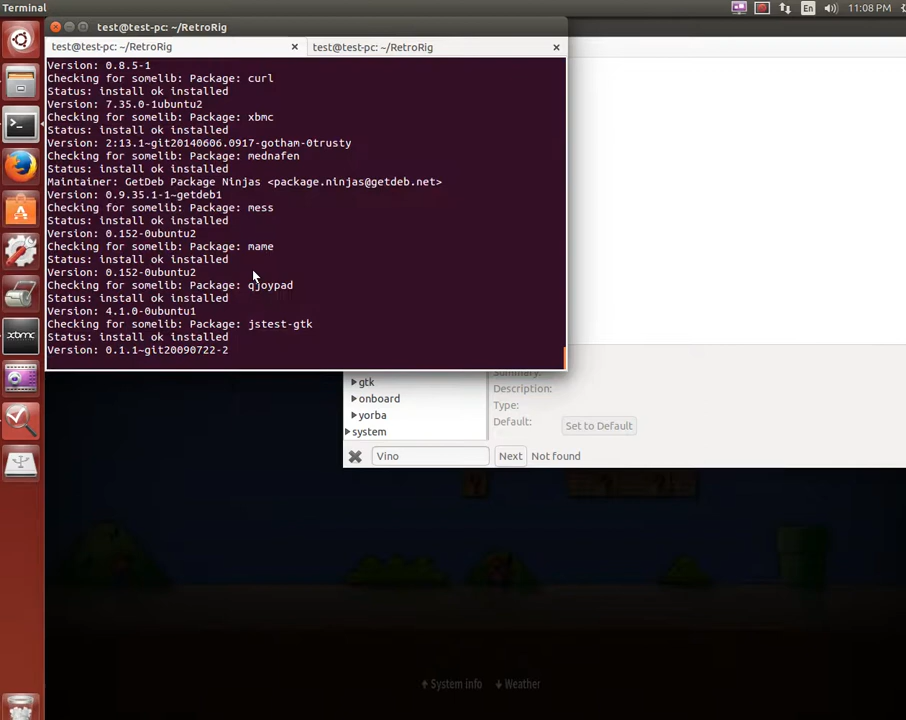 Terminal
En
11:08 PM
test@test-pc: ~/RetroRig
test@test-pc: ~/RetroRig
test@test-pc: ~/RetroRig
Version: 0.8.5-1
Checking for somelib: Package: curl
Status: install ok installed
Version: 7.35.0-1ubuntu2
Checking for somelib: Package: xbmc
Status: install ok installed
Version: 2:13.1~git20140606.0917-gotham-0trusty
Checking for somelib: Package: mednafen
Status: install ok installed
Maintainer: GetDeb Package Ninjas <package.ninjas@getdeb.net>
Version: 0.9.35.1-1~getdeb1
Checking for somelib: Package: mess
Status: install ok installed
Version: 0.152-0ubuntu2
Checking for somelib: Package: mame
Status: install ok installed
Version: 0.152-0ubuntu2
Checking for somelib: Package: qjoypad
Status: install ok installed
Version: 4.1.0-0ubuntu1
Checking for somelib: Package: jstest-gtk
Status: install ok installed
Version: 0.1.1~git20090722-2
xbmc
gtk
onboard
yorba
system
Summary:
Description:
Type:
Default:
Set to Default
Vino
Next
Not found
System info
Weather